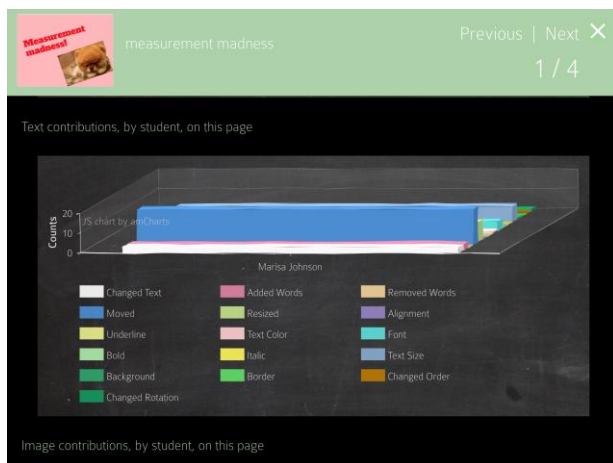 Measurement
madness!
measurement madness
Previous | Next ×
1 / 4
Text contributions, by student, on this page
Counts
20
10
0
JS chart by amCharts
Marisa Johnson
Changed Text Added Words Removed Words
Moved Resized Alignment
Underline Text Color Font
Bold Italic Text Size
Background Border Changed Order
Changed Rotation
Image contributions, by student, on this page